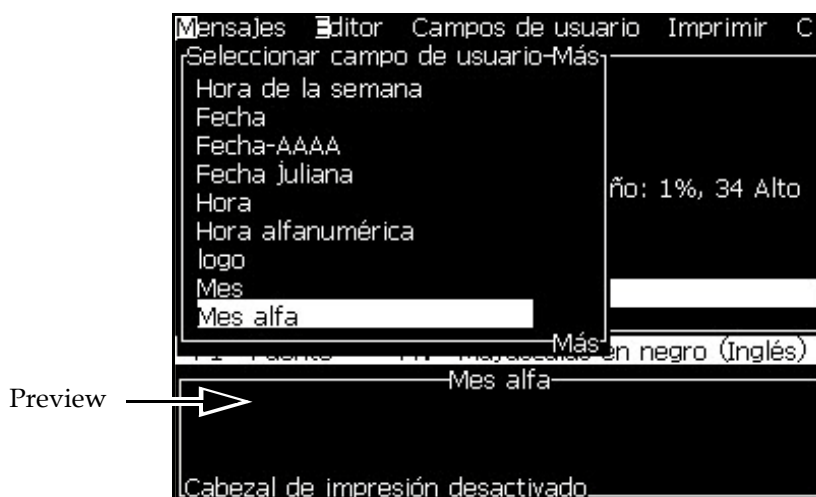 Mensajes Editor Campos de usuario Imprimir C
Seleccionar campo de usuario-Más
Hora de la semana
Fecha
Fecha-AAAA
Fecha juliana
ño: 1%, 34 Alto
Hora
Hora alfanumérica
logo
Mes
Mes alfa
Más
en negro (Inglés)
Mes alfa
Preview
Cabezal de impresión desactivado